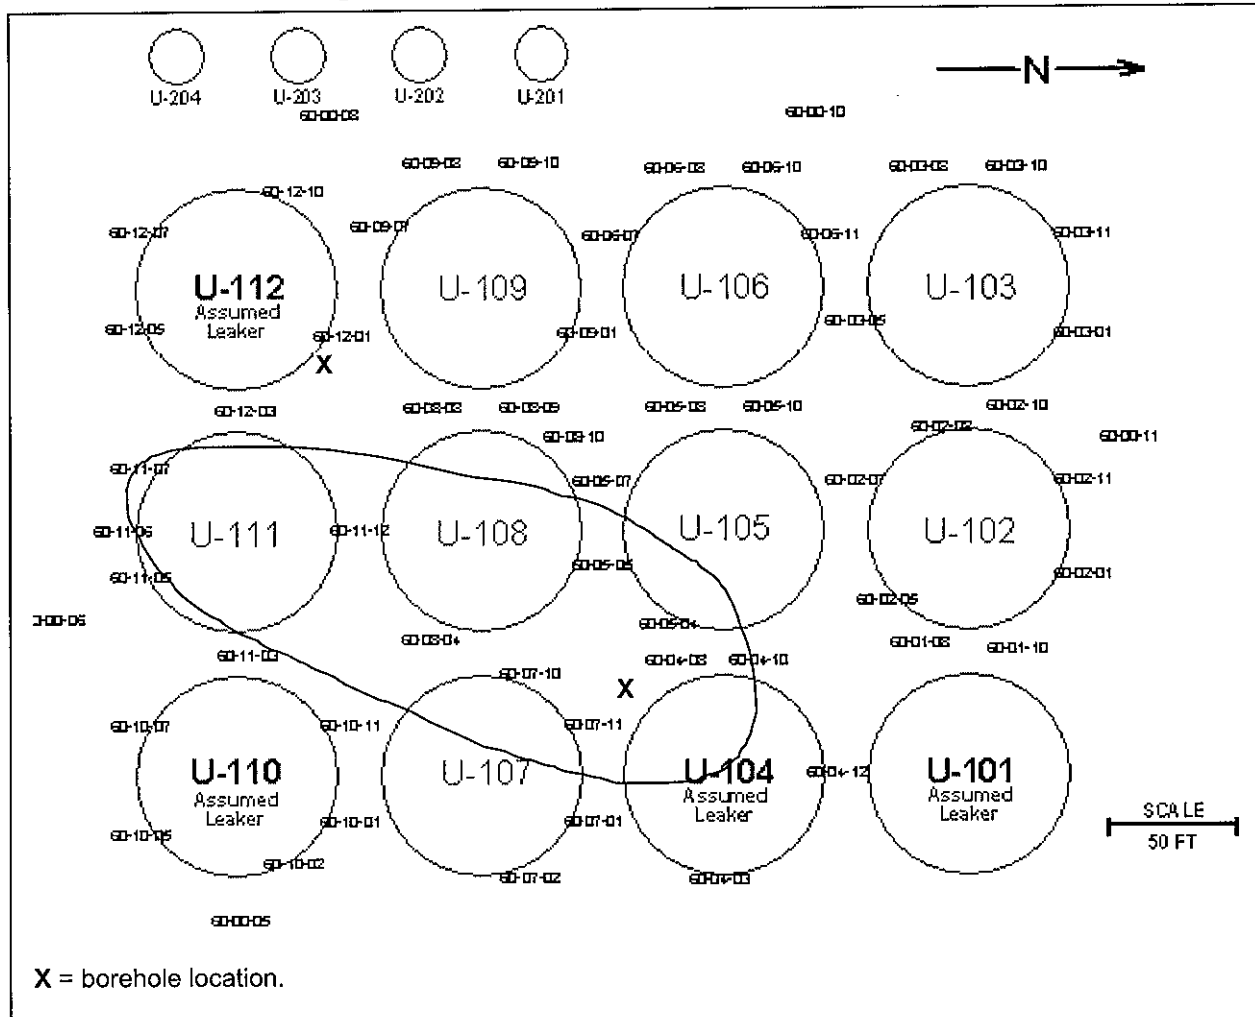 U-204 U-203 U-202 U-201
N
60-00-08 60-00-10
60-09-08 60-09-10 60-06-08 60-06-10 60-03-08 60-03-10
60-12-10
60-12-07 60-09-07 60-06-07 60-06-11 60-03-11
U-112 U-109 U-106 U-103
Assumed
Leaker
60-12-05 60-12-01 60-09-01 60-03-05 60-03-01
X
60-12-03 60-08-08 60-08-09 60-05-08 60-05-10 60-02-10
60-08-10 60-02-08 60-00-11
60-11-07 60-05-07 60-02-07 60-02-11
60-11-06 U-111 60-11-12 U-108 U-105 U-102
60-11-05 60-05-05 60-02-01
60-02-05
0-00-06 60-08-04 60-05-04 60-01-08 60-01-10
60-11-03 60-07-10 60-04-08 60-04-10
X
60-10-07 60-10-11 60-07-11
U-110 U-107 U-104 60-04-12 U-101
Assumed Assumed Assumed
Leaker Leaker Leaker
SCALE
50 FT
60-10-05 60-10-01 60-07-01
60-10-02 60-07-02 60-04-03
60-00-05
X = borehole location.